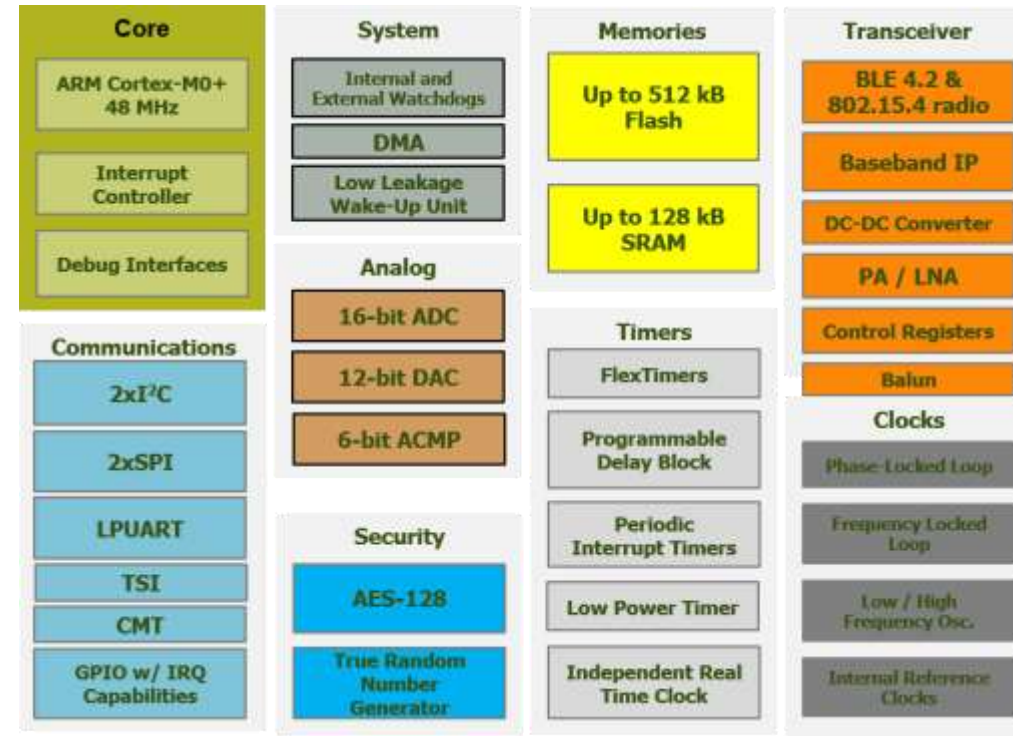 Core
ARM Cortex-M0+
48 MHz
Interrupt
Controller
Debug Interfaces
Communications
2xI²C
2xSPI
LPUART
TSI
CMT
GPIO w/ IRQ
Capabilities
System
Internal and
External Watchdogs
DMA
Low Leakage
Wake-Up Unit
Analog
16-bit ADC
12-bit DAC
6-bit ACMP
Security
AES-128
True Random
Number
Generator
Memories
Up to 512 kB
Flash
Up to 128 kB
SRAM
Timers
FlexTimers
Programmable
Delay Block
Periodic
Interrupt Timers
Low Power Timer
Independent Real
Time Clock
Transceiver
BLE 4.2 &
802.15.4 radio
Baseband IP
DC-DC Converter
PA / LNA
Control Registers
Balun
Clocks
Phase-Locked Loop
Frequency Locked
Loop
Low / High
Frequency Osc.
Internal Reference
Clocks